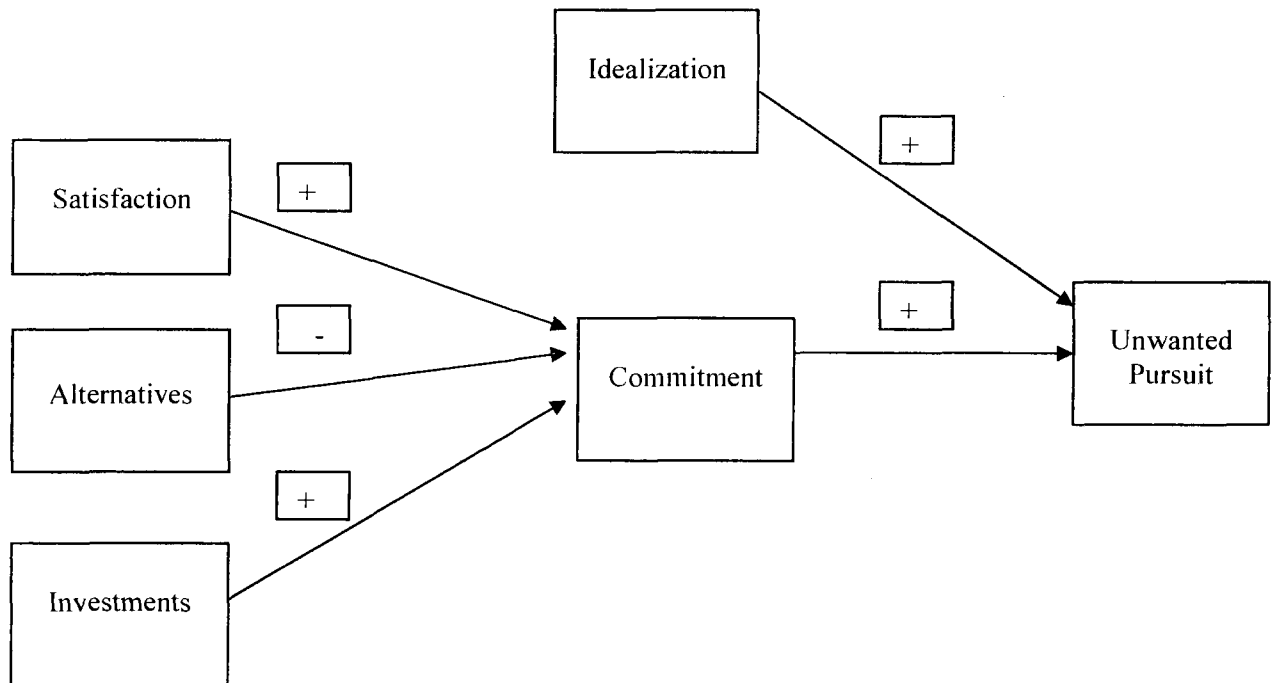 Idealization
+
Satisfaction
+
Alternatives
-
Commitment
+
Unwanted
Pursuit
Investments
+